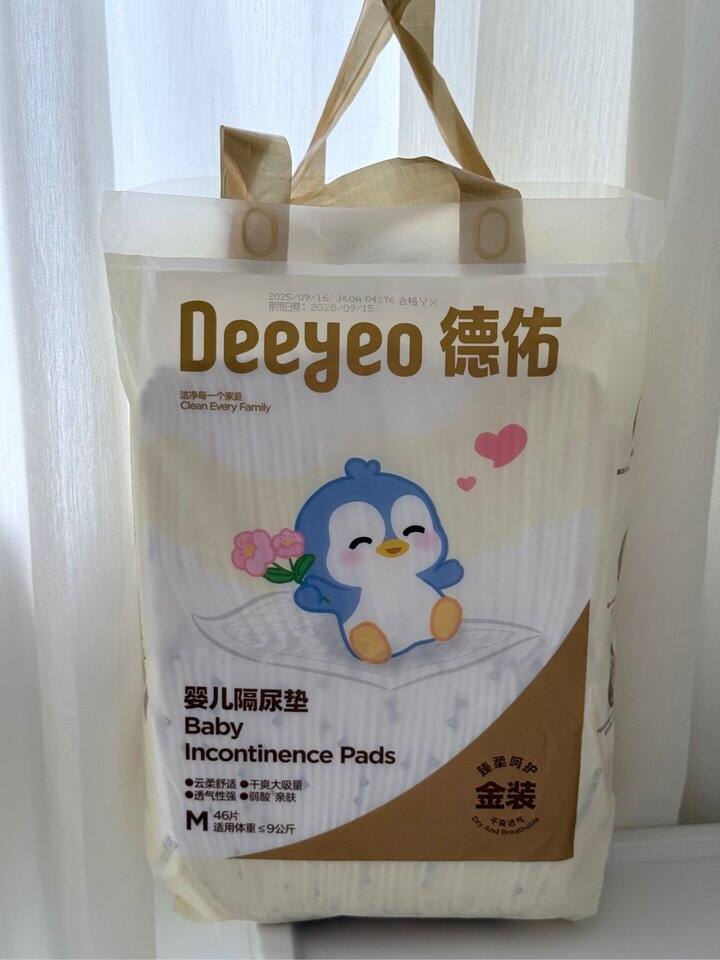 2025/09/16 J60A 04276 合格YX
限用日期：2028/09/15
Deeyeo 德佑
洁净每一个家庭
Clean Every Family
婴儿隔尿垫
Baby
Incontinence Pads
●云柔舒适 ●干爽大吸量
●透气性强 ●弱酸 亲肤
M 46片
适用体重≤9公斤
臻柔呵护
金装
干爽透气
Dry And Breathable